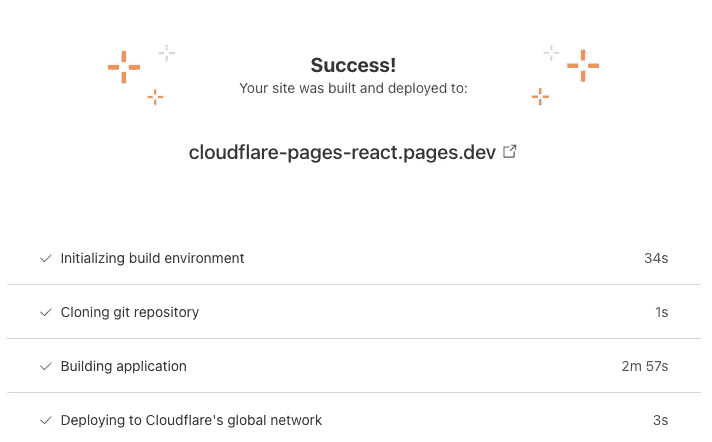 Success!
Your site was built and deployed to:
cloudflare-pages-react.pages.dev
Initializing build environment 34s
Cloning git repository 1s
Building application 2m 57s
Deploying to Cloudflare's global network 3s